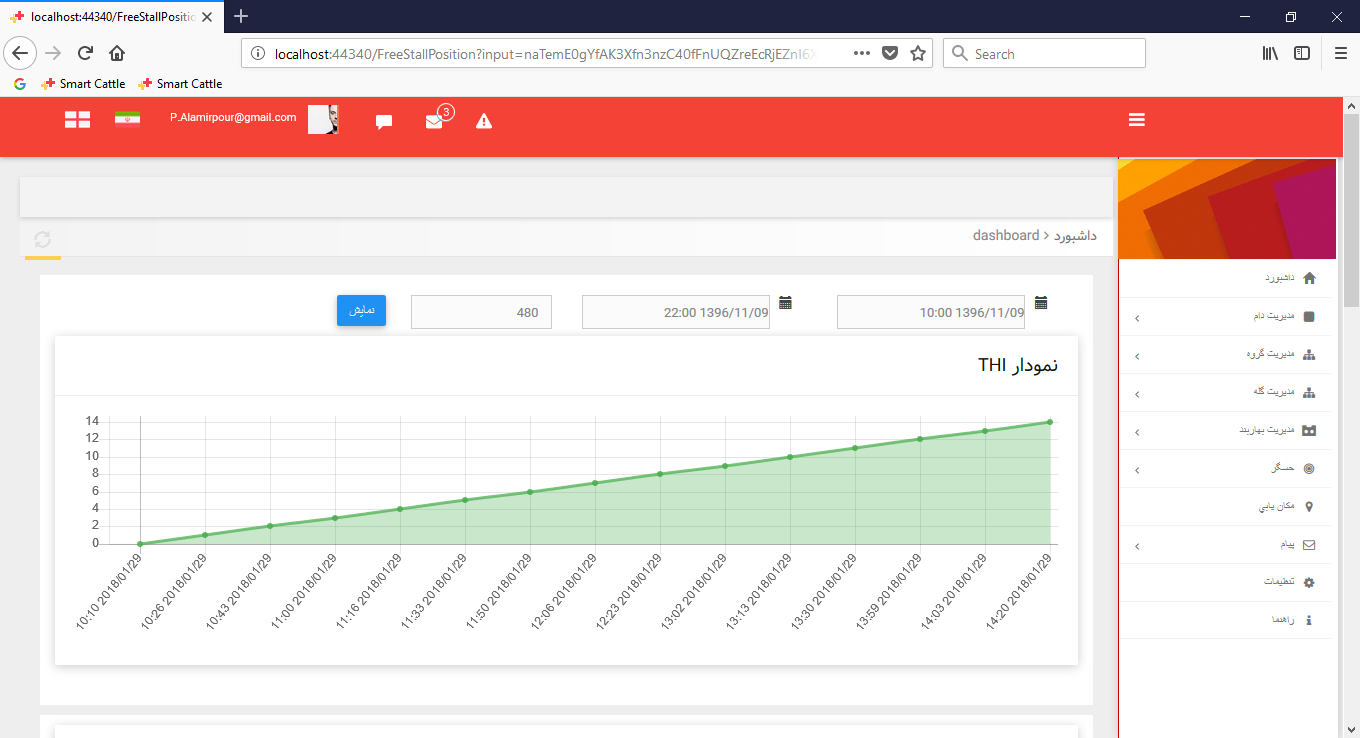 localhost:44340/FreeStallPositic
localhost:44340/FreeStallPosition?input=naTemE0gYfAK3Xfn3nzC40fFnUQZreEcRjEZnI6
Search
Smart Cattle
Smart Cattle
P.Alamirpour@gmail.com
3
داشبورد > dashboard
1396/11/09 10:00
1396/11/09 22:00
480
نمایش
نمودار THI
14
12
10
8
6
4
2
0
10:10 2018/01/29
10:26 2018/01/29
10:43 2018/01/29
11:00 2018/01/29
11:16 2018/01/29
11:33 2018/01/29
11:50 2018/01/29
12:06 2018/01/29
12:23 2018/01/29
13:02 2018/01/29
13:13 2018/01/29
13:30 2018/01/29
13:59 2018/01/29
14:03 2018/01/29
14:20 2018/01/29
داشبورد
مدیریت دام
مدیریت گروه
مدیریت گله
مدیریت بهاربند
حسگر
مکان یابي
پیام
تنظیمات
راهنما